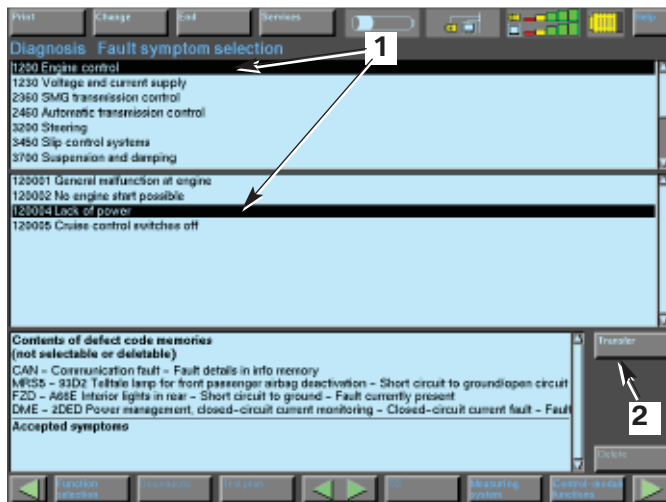 Print Change End Services Help
Diagnosis Fault symptom selection
1
1200 Engine control
1230 Voltage and current supply
2360 SMG transmission control
2460 Automatic transmission control
3200 Steering
3450 Slip control systems
3700 Suspension and damping
120001 General malfunction at engine
120002 No engine start possible
120004 Lack of power
120005 Cruise control switches off
Contents of defect code memories
(not selectable or deletable)
Transfer
CAN – Communication fault – Fault details in info memory
MRS5 – 93D2 Telltale lamp for front passenger airbag deactivation – Short circuit to ground/open circuit
FZD – A68E Interior lights in rear – Short circuit to ground – Fault currently present
DME – 2DED Power management, closed-circuit current monitoring – Closed-circuit current fault – Fault
2
Accepted symptoms
Delete
Function selection Documents Test plan Measuring system Control-module functions